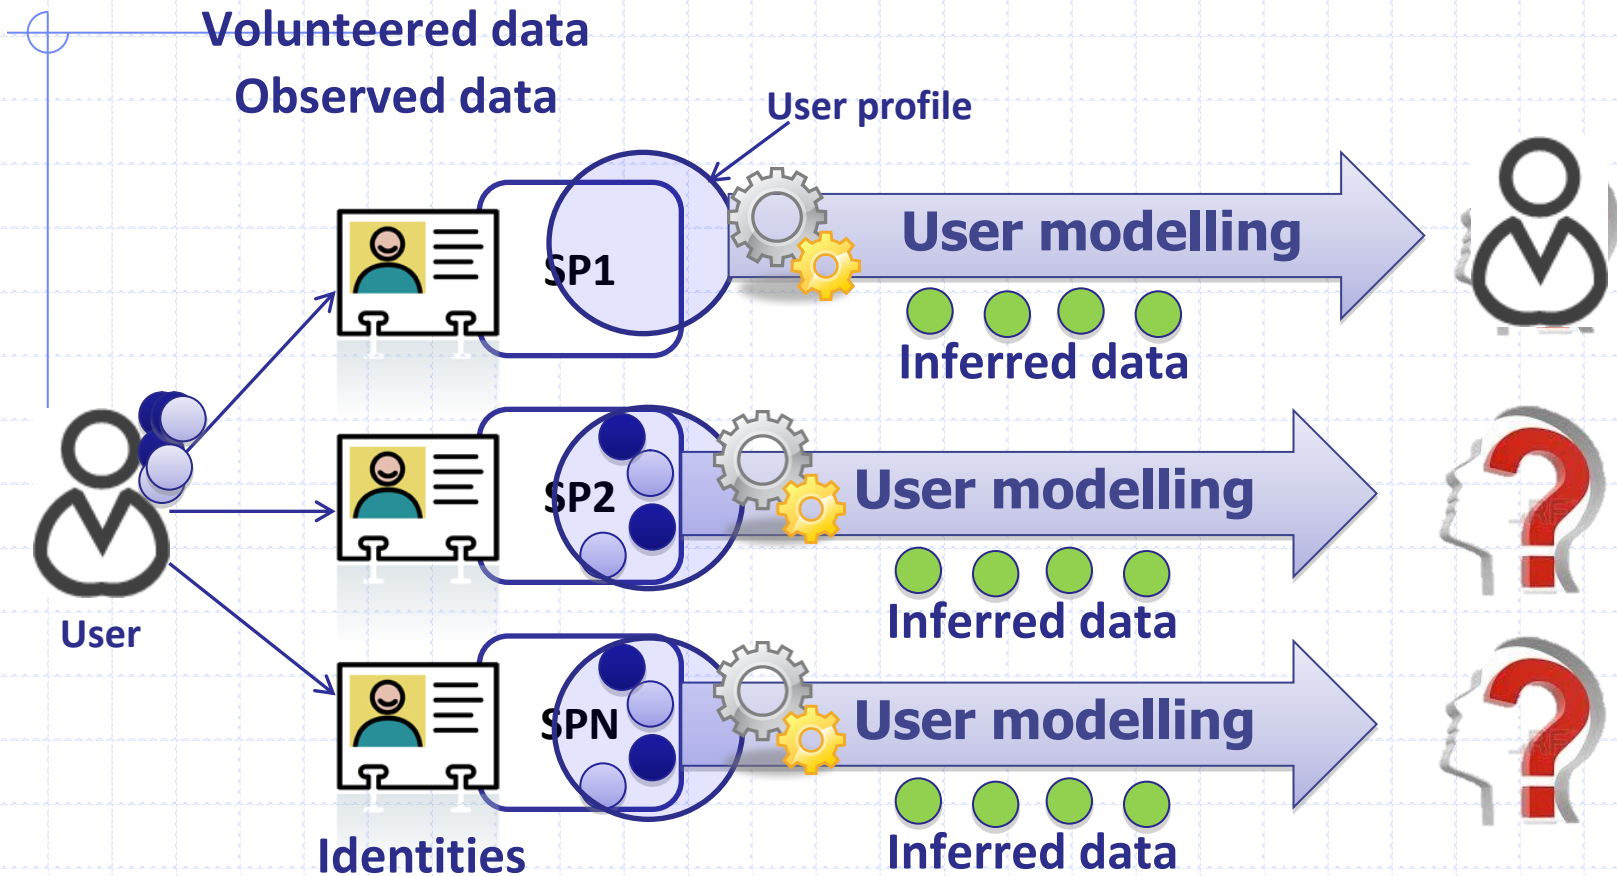 Volunteered data
Observed data
User profile
SP1
User modelling
Inferred data
SP2
User modelling
Inferred data
User
SPN
User modelling
Inferred data
Identities